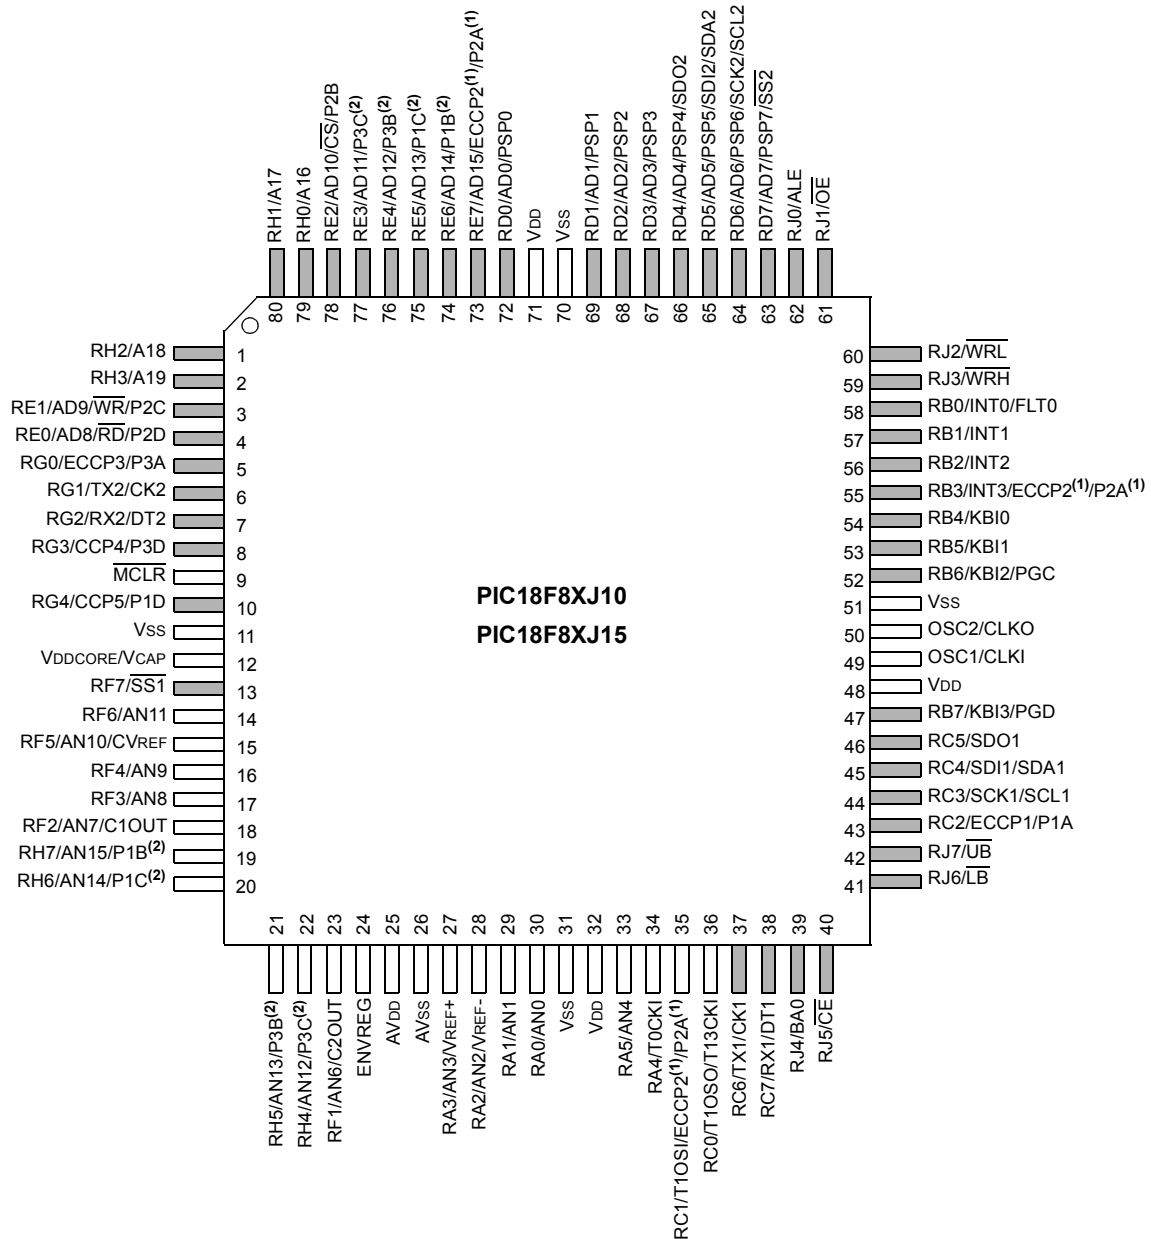 RH1/A17
RH0/A16
RE2/AD10/C̅S̅/P2B
RE3/AD11/P3C(2)
RE4/AD12/P3B(2)
RE5/AD13/P1C(2)
RE6/AD14/P1B(2)
RE7/AD15/ECCP2(1)/P2A(1)
RD0/AD0/PSP0
VDD
VSS
RD1/AD1/PSP1
RD2/AD2/PSP2
RD3/AD3/PSP3
RD4/AD4/PSP4/SDO2
RD5/AD5/PSP5/SDI2/SDA2
RD6/AD6/PSP6/SCK2/SCL2
RD7/AD7/PSP7/S̅S̅2̅
RJ0/ALE
RJ1/O̅E̅
80 79 78 77 76 75 74 73 72 71 70 69 68 67 66 65 64 63 62 61
RH2/A18 1
RH3/A19 2
RE1/AD9/W̅R̅/P2C 3
RE0/AD8/R̅D̅/P2D 4
RG0/ECCP3/P3A 5
RG1/TX2/CK2 6
RG2/RX2/DT2 7
RG3/CCP4/P3D 8
M̅C̅L̅R̅ 9
RG4/CCP5/P1D 10
VSS 11
VDDCORE/VCAP 12
RF7/S̅S̅1̅ 13
RF6/AN11 14
RF5/AN10/CVREF 15
RF4/AN9 16
RF3/AN8 17
RF2/AN7/C1OUT 18
RH7/AN15/P1B(2) 19
RH6/AN14/P1C(2) 20
PIC18F8XJ10
PIC18F8XJ15
60 RJ2/W̅R̅L̅
59 RJ3/W̅R̅H̅
58 RB0/INT0/FLT0
57 RB1/INT1
56 RB2/INT2
55 RB3/INT3/ECCP2(1)/P2A(1)
54 RB4/KBI0
53 RB5/KBI1
52 RB6/KBI2/PGC
51 VSS
50 OSC2/CLKO
49 OSC1/CLKI
48 VDD
47 RB7/KBI3/PGD
46 RC5/SDO1
45 RC4/SDI1/SDA1
44 RC3/SCK1/SCL1
43 RC2/ECCP1/P1A
42 RJ7/U̅B̅
41 RJ6/L̅B̅
21 22 23 24 25 26 27 28 29 30 31 32 33 34 35 36 37 38 39 40
RH5/AN13/P3B(2)
RH4/AN12/P3C(2)
RF1/AN6/C2OUT
ENVREG
AVDD
AVSS
RA3/AN3/VREF+
RA2/AN2/VREF-
RA1/AN1
RA0/AN0
VSS
VDD
RA5/AN4
RA4/T0CKI
RC1/T1OSI/ECCP2(1)/P2A(1)
RC0/T1OSO/T13CKI
RC6/TX1/CK1
RC7/RX1/DT1
RJ4/BA0
RJ5/C̅E̅